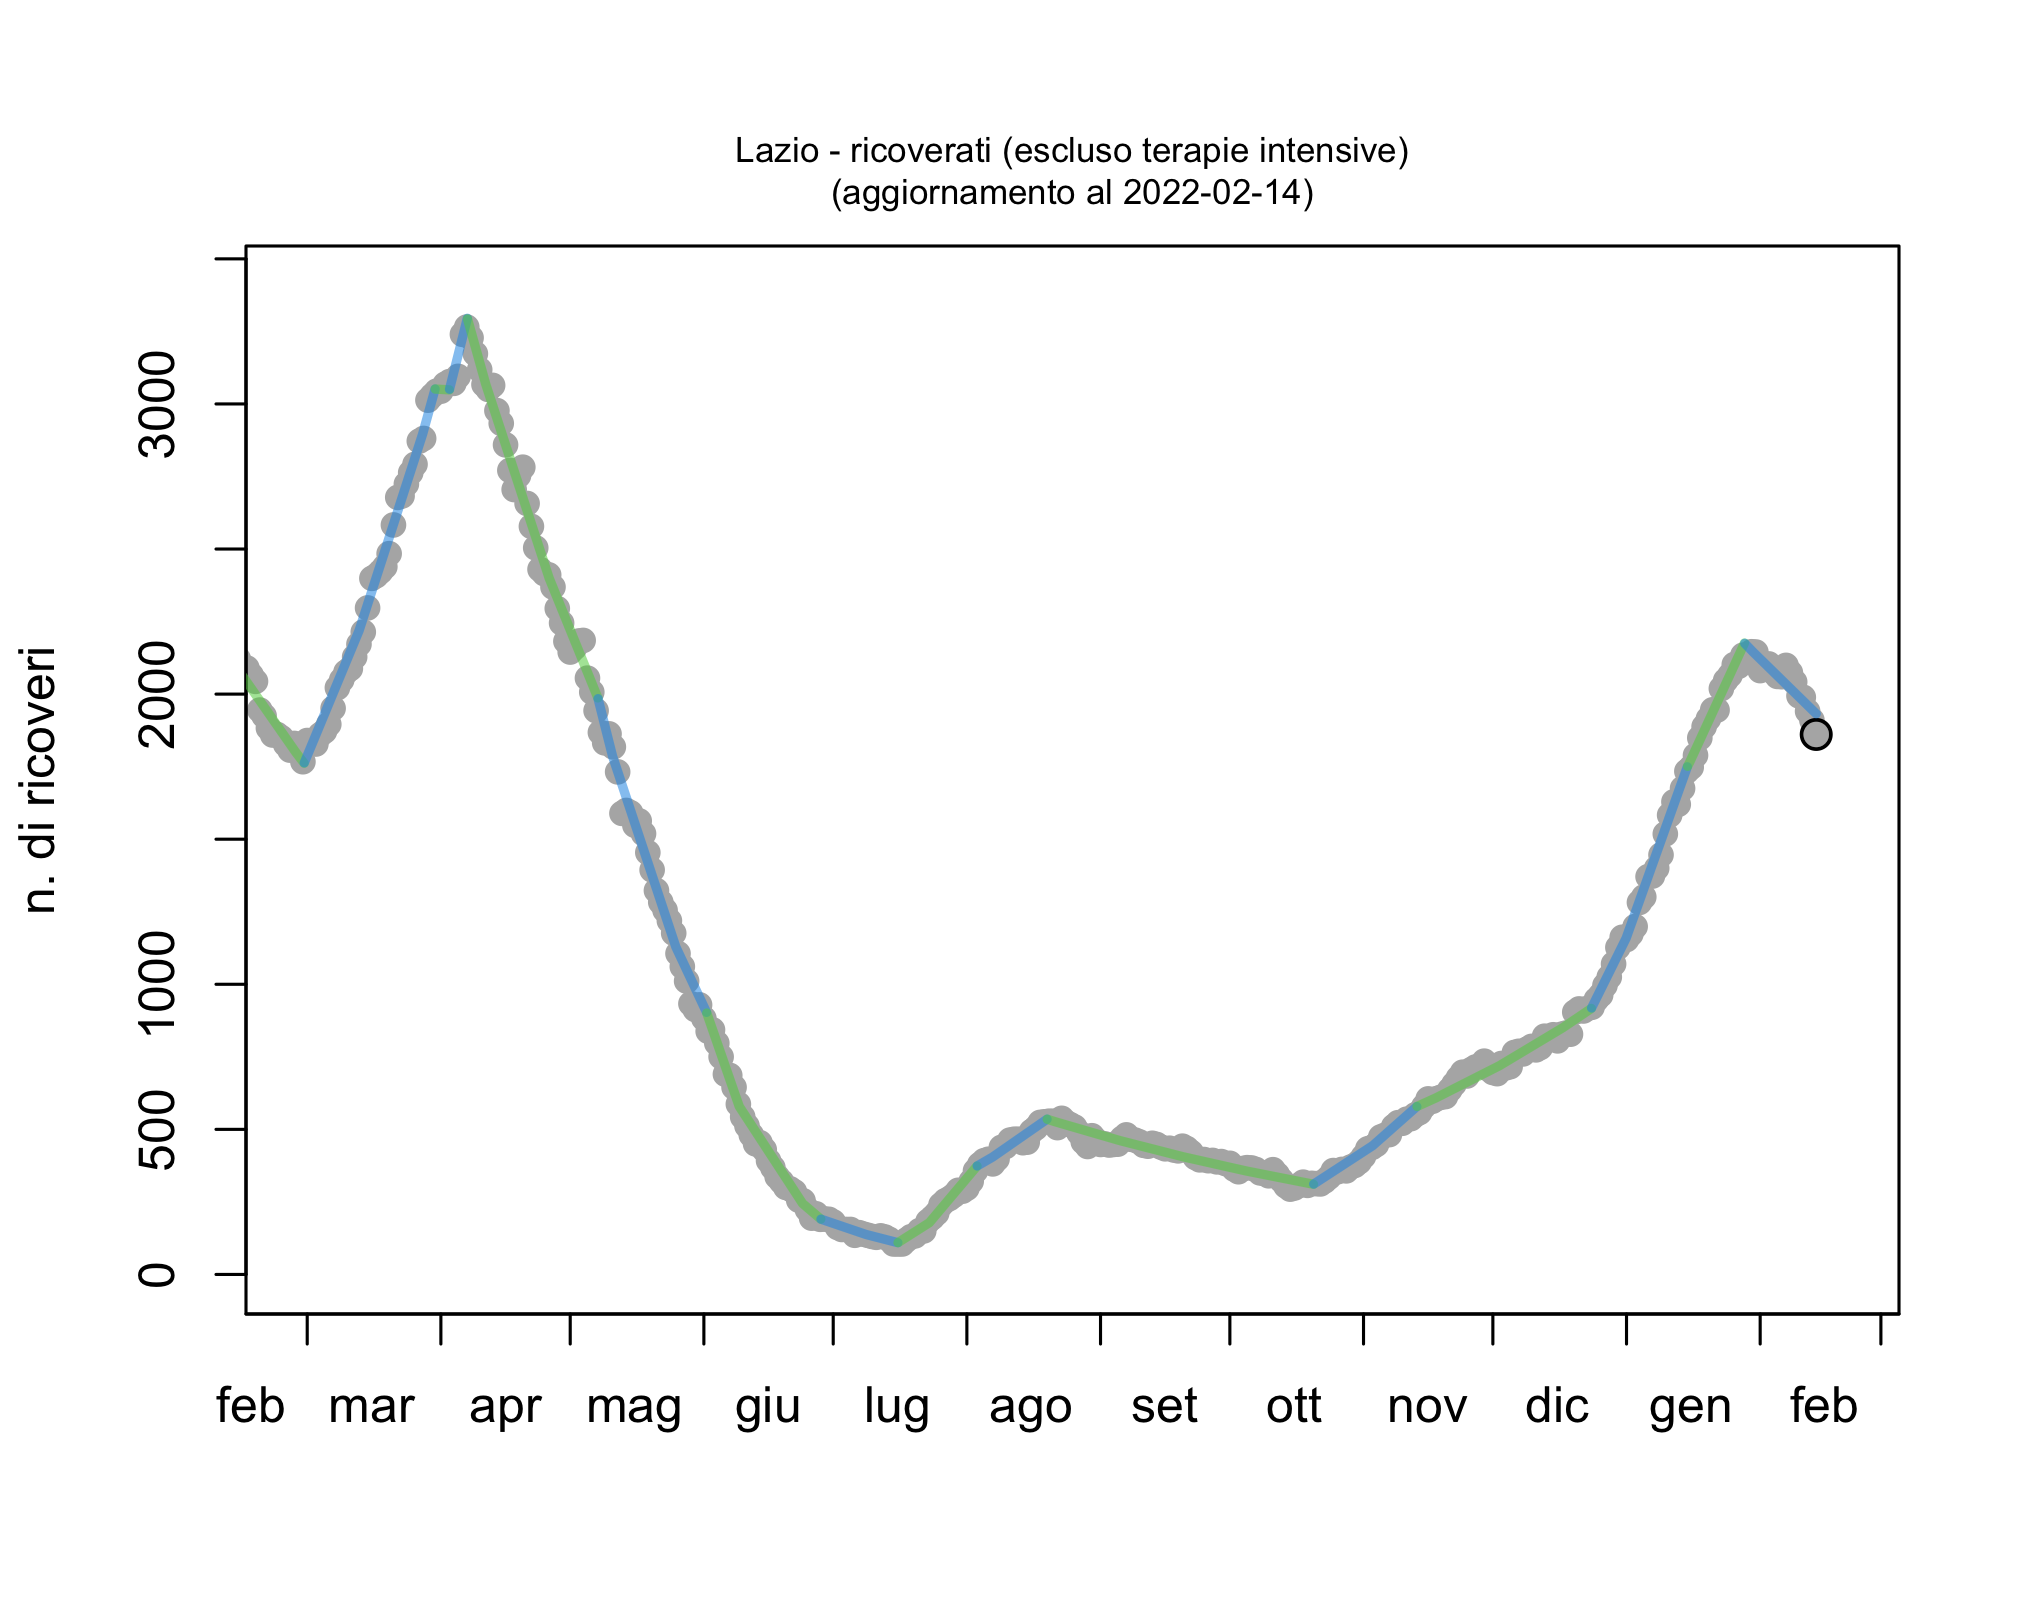 Lazio - ricoverati (escluso terapie intensive)
(aggiornamento al 2022-02-14)
n. di ricoveri
3000
2000
1000
500
0
feb mar apr mag giu lug ago set ott nov dic gen feb